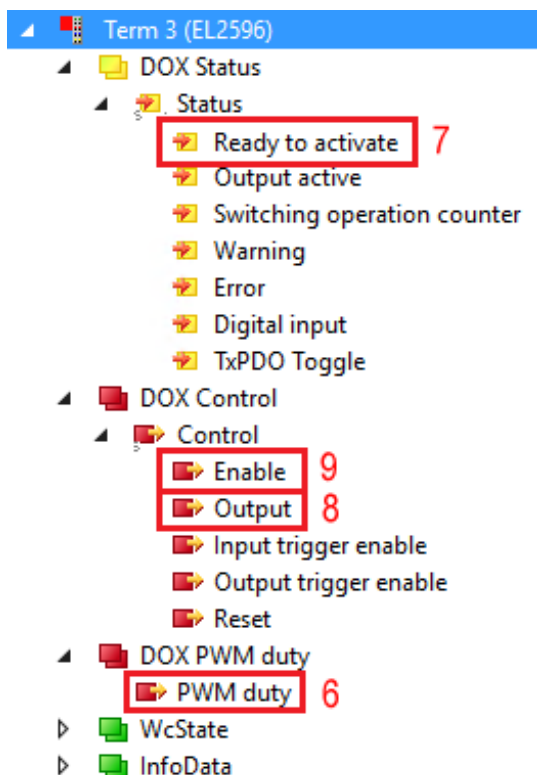 Term 3 (EL2596)
DOX Status
Status
Ready to activate 7
Output active
Switching operation counter
Warning
Error
Digital input
TxPDO Toggle
DOX Control
Control
Enable 9
Output 8
Input trigger enable
Output trigger enable
Reset
DOX PWM duty
PWM duty 6
WcState
InfoData